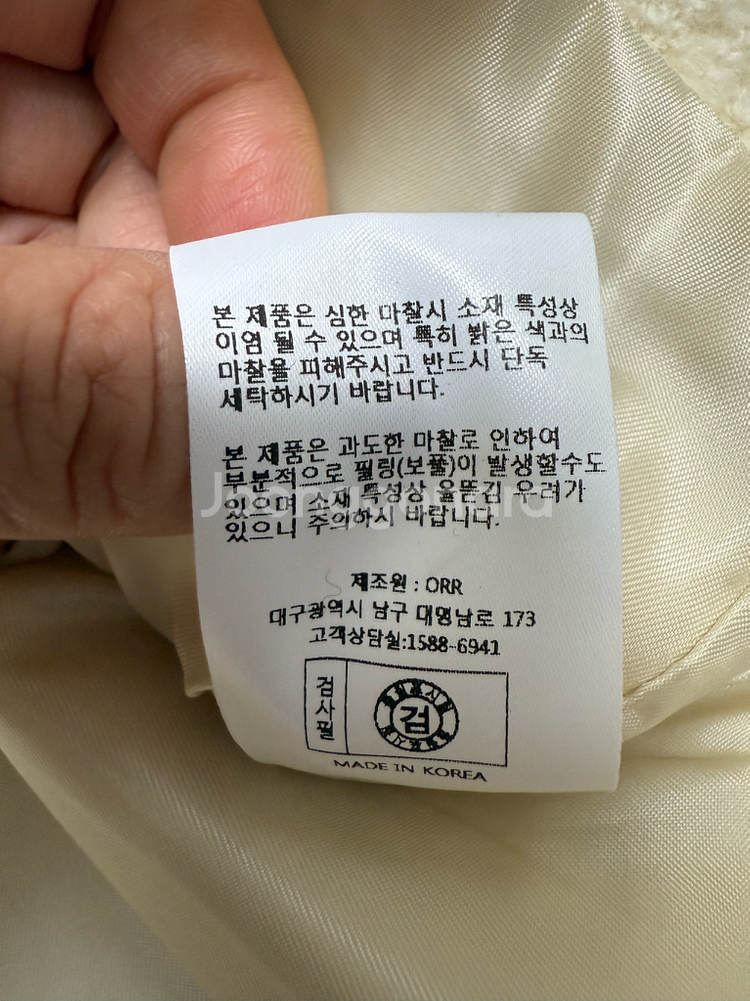 본 제품은 심한 마찰시 소재 특성상
이염 될 수 있으며 특히 밝은 색과의
마찰을 피해주시고 반드시 단독
세탁하시기 바랍니다.
본 제품은 과도한 마찰로 인하여
부분적으로 필링(보풀)이 발생할수도
있으며 소재 특성상 올뜯김 우려가
있으니 주의하시 바랍니다.
제조원 : ORR
대구광역시 남구 대명남로 173
고객상담실:1588-6941
검사필
검
MADE IN KOREA